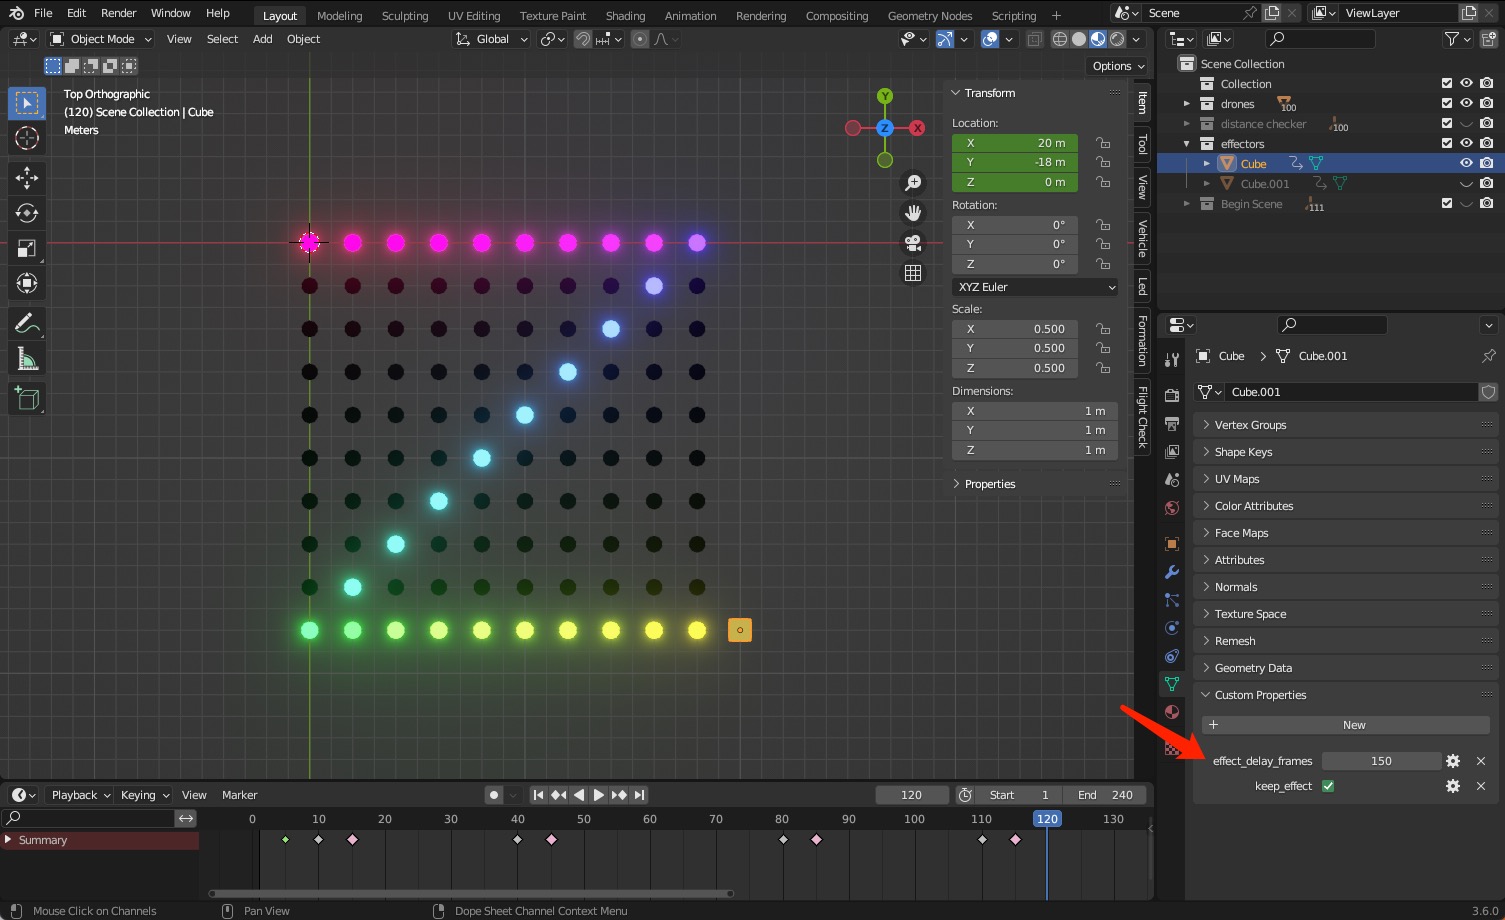 File Edit Render Window Help Layout Modeling Sculpting UV Editing Texture Paint Shading Animation Rendering Compositing Geometry Nodes Scripting + Scene ViewLayer
Object Mode View Select Add Object Global
Options
Top Orthographic
(120) Scene Collection | Cube
Meters
Y
Z
X
Transform
Location:
X 20 m
Y -18 m
Z 0 m
Rotation:
X 0°
Y 0°
Z 0°
XYZ Euler
Scale:
X 0.500
Y 0.500
Z 0.500
Dimensions:
X 1 m
Y 1 m
Z 1 m
Properties
Item
Tool
View
Vehicle
Led
Formation
Flight Check
Scene Collection
Collection
drones 100
distance checker 100
effectors
Cube
Cube.001
Begin Scene 111
Cube > Cube.001
Cube.001
Vertex Groups
Shape Keys
UV Maps
Color Attributes
Face Maps
Attributes
Normals
Texture Space
Remesh
Geometry Data
Custom Properties
+ New
effect_delay_frames 150
keep_effect
Playback Keying View Marker 120 Start 1 End 240
0 10 20 30 40 50 60 70 80 90 100 110 120 130
Summary
Mouse Click on Channels Pan View Dope Sheet Channel Context Menu 3.6.0